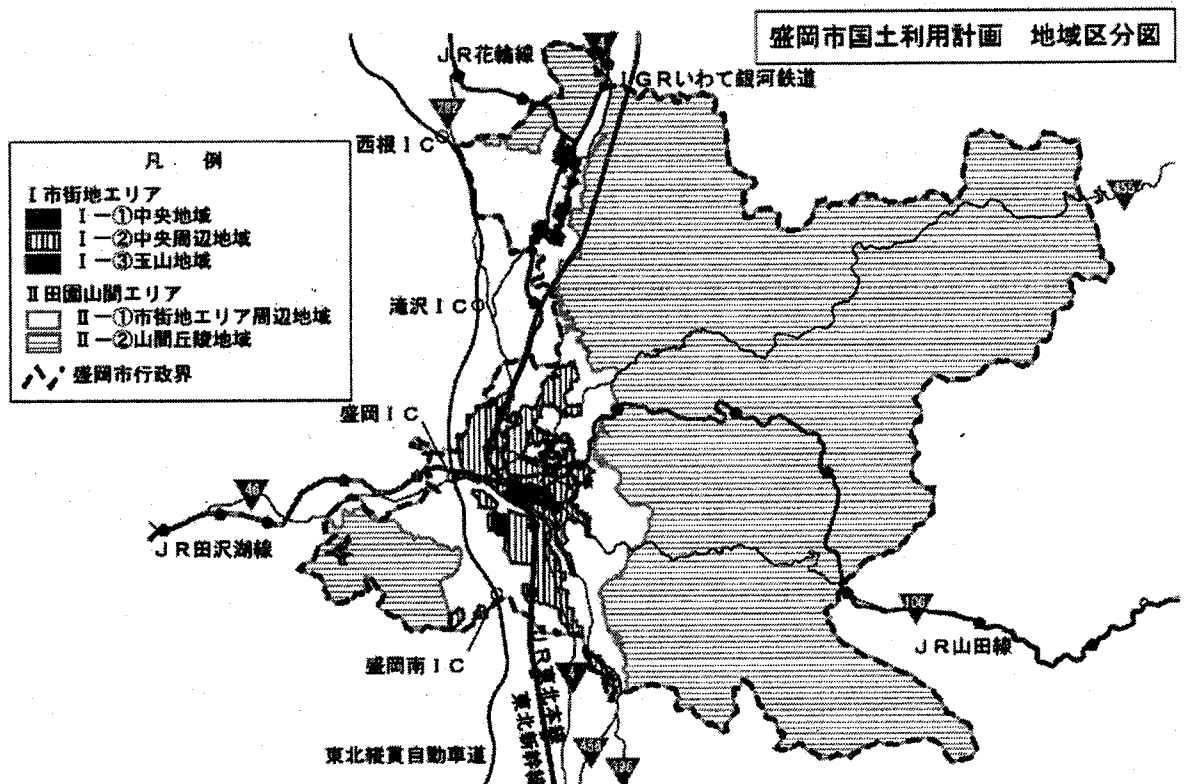 盛岡市国土利用計画　地域区分図
JR花輪線
IGRいわて銀河鉄道
西根IC
凡　例
Ⅰ市街地エリア
Ⅰ－①中央地域
Ⅰ－②中央周辺地域
Ⅰ－③玉山地域
Ⅱ田園山間エリア
Ⅱ－①市街地エリア周辺地域
Ⅱ－②山間丘陵地域
盛岡市行政界
滝沢IC
盛岡IC
46
JR田沢湖線
106
JR山田線
盛岡南IC
JR東北本線
東北新幹線
東北縦貫自動車道
396